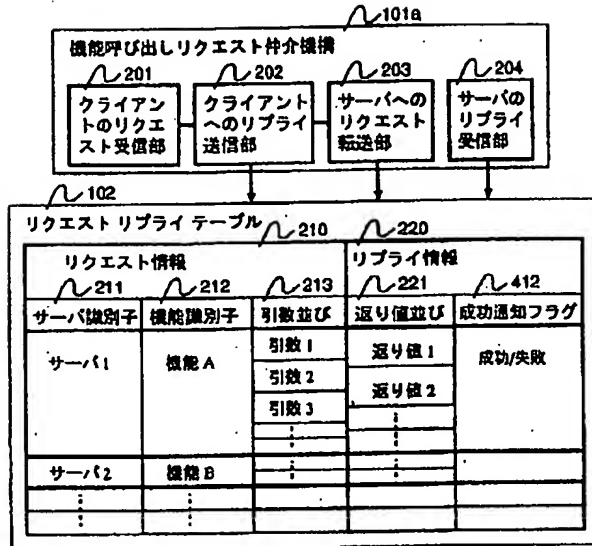 101a
機能呼び出しリクエスト仲介機構
201
202
203
204
クライアン
トのリクエ
スト受信部
クライアント
へのリプライ
送信部
サーバへの
リクエスト
転送部
サーバの
リプライ
受信部
102
リクエスト リプライ テーブル
210
220
リクエスト情報
リプライ情報
211
212
213
221
412
サーバ識別子
機能識別子
引数並び
返り値並び
成功通知フラグ
サーバ1
機能A
引数1
引数2
引数3
返り値1
返り値2
成功/失敗
サーバ2
機能B